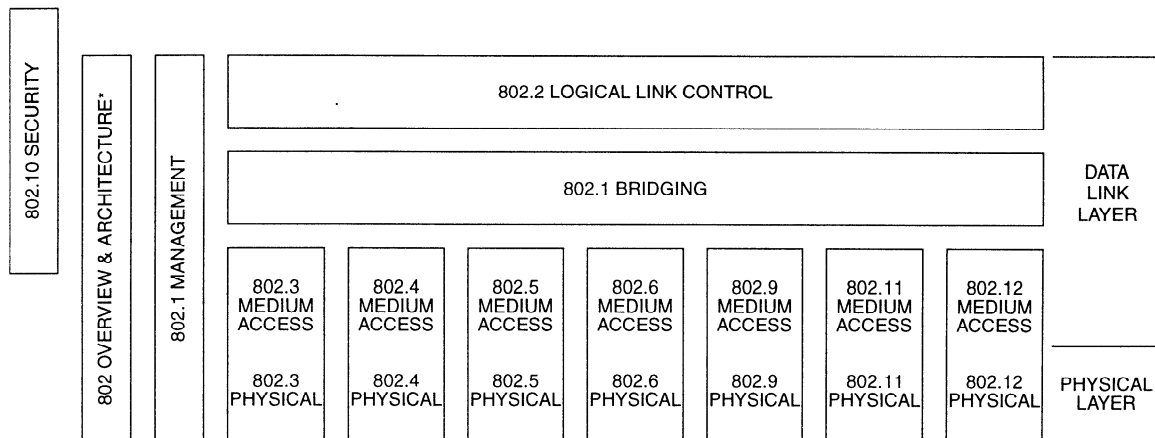 802.10 SECURITY
802 OVERVIEW & ARCHITECTURE*
802.1 MANAGEMENT
802.2 LOGICAL LINK CONTROL
802.1 BRIDGING
DATA
LINK
LAYER
802.3
MEDIUM
ACCESS
802.4
MEDIUM
ACCESS
802.5
MEDIUM
ACCESS
802.6
MEDIUM
ACCESS
802.9
MEDIUM
ACCESS
802.11
MEDIUM
ACCESS
802.12
MEDIUM
ACCESS
802.3
PHYSICAL
802.4
PHYSICAL
802.5
PHYSICAL
802.6
PHYSICAL
802.9
PHYSICAL
802.11
PHYSICAL
802.12
PHYSICAL
PHYSICAL
LAYER